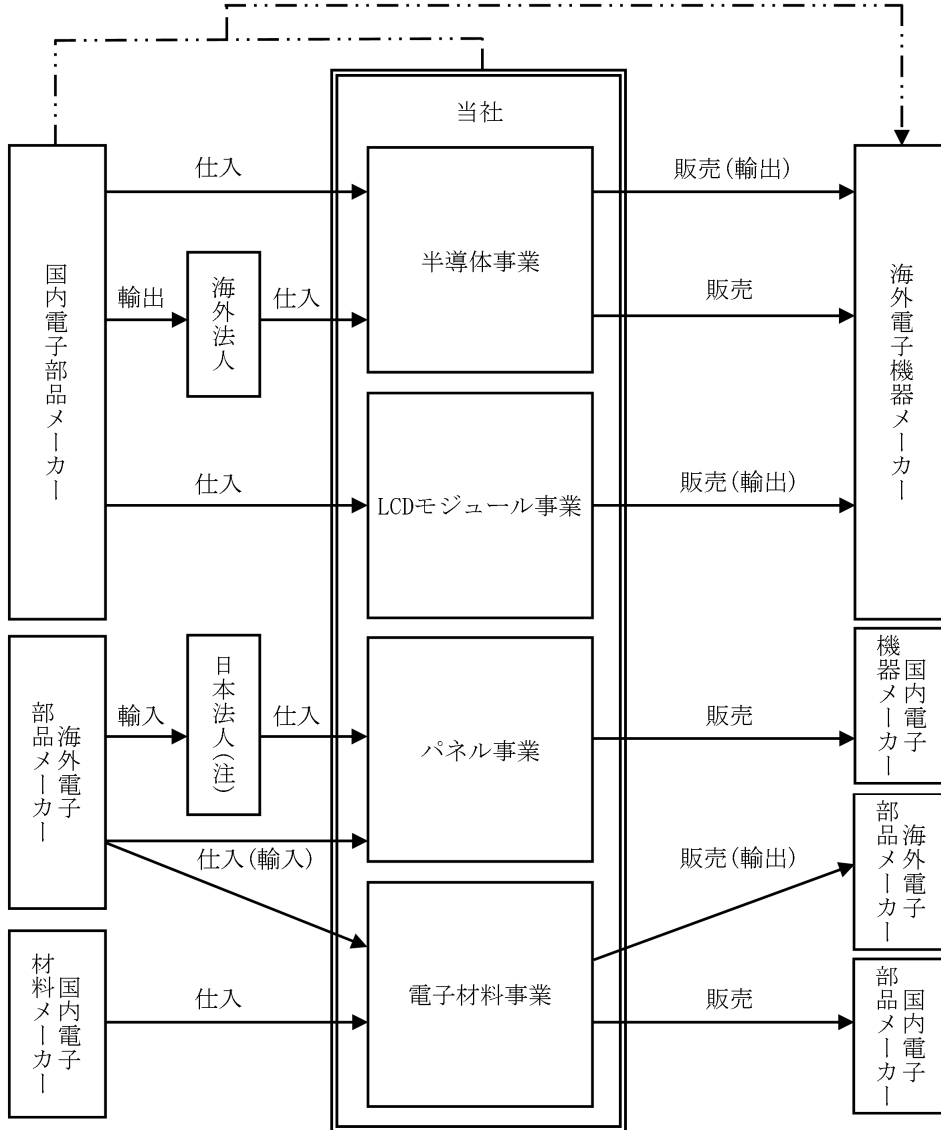 当社
仕入
販売(輸出)
国内電子部品メーカー
半導体事業
海外電子機器メーカー
輸出
海外法人
仕入
販売
仕入
LCDモジュール事業
販売(輸出)
海外電子
部品メーカー
輸入
日本法人(注)
仕入
パネル事業
販売
国内電子
機器メーカー
仕入(輸入)
販売(輸出)
海外電子
部品メーカー
国内電子
材料メーカー
仕入
電子材料事業
販売
国内電子
部品メーカー